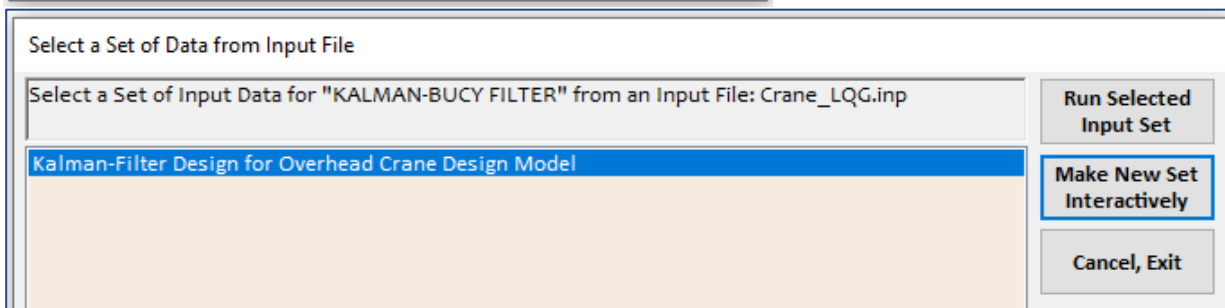 Select a Set of Data from Input File
Select a Set of Input Data for "KALMAN-BUCY FILTER" from an Input File: Crane_LQG.inp
Run Selected
Input Set
Kalman-Filter Design for Overhead Crane Design Model
Make New Set
Interactively
Cancel, Exit